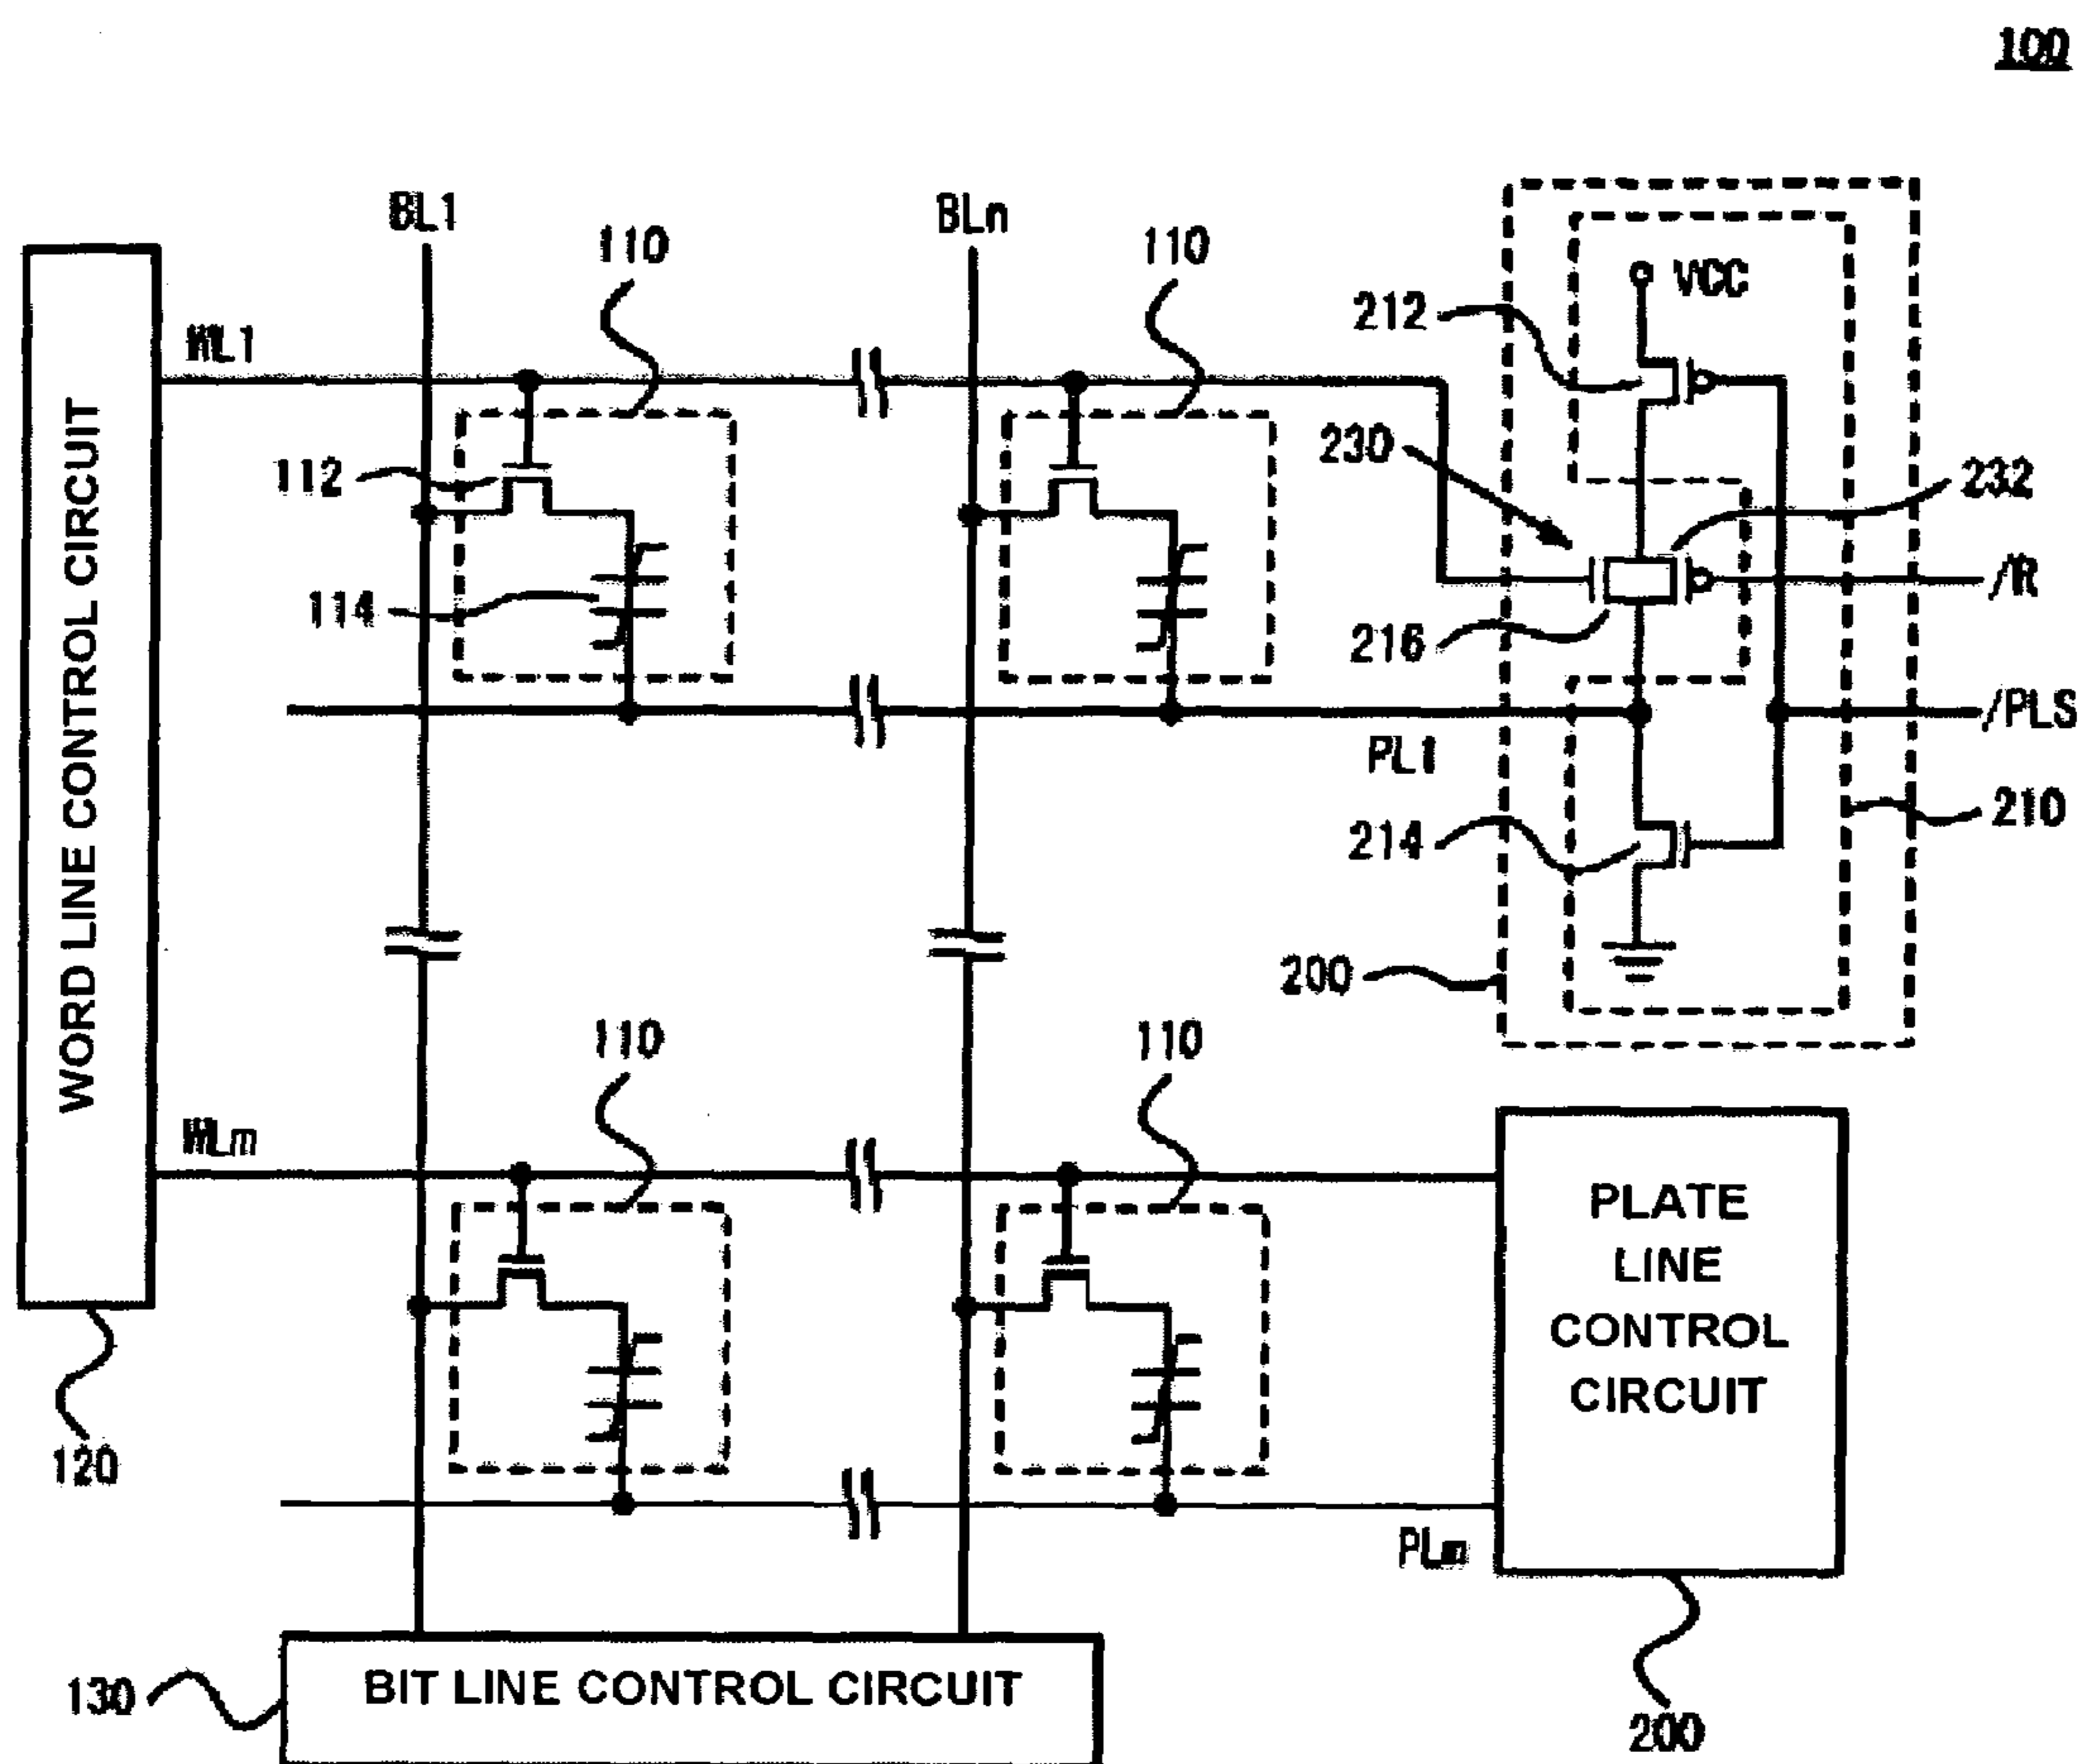 100
BL1
BLn
110
110
VCC
212
WL1
230
232
112
/R
114
216
/PLS
PL1
210
214
200
WORD LINE CONTROL CIRCUIT
110
110
WLm
PLATE
LINE
CONTROL
CIRCUIT
120
PLm
130
BIT LINE CONTROL CIRCUIT
200